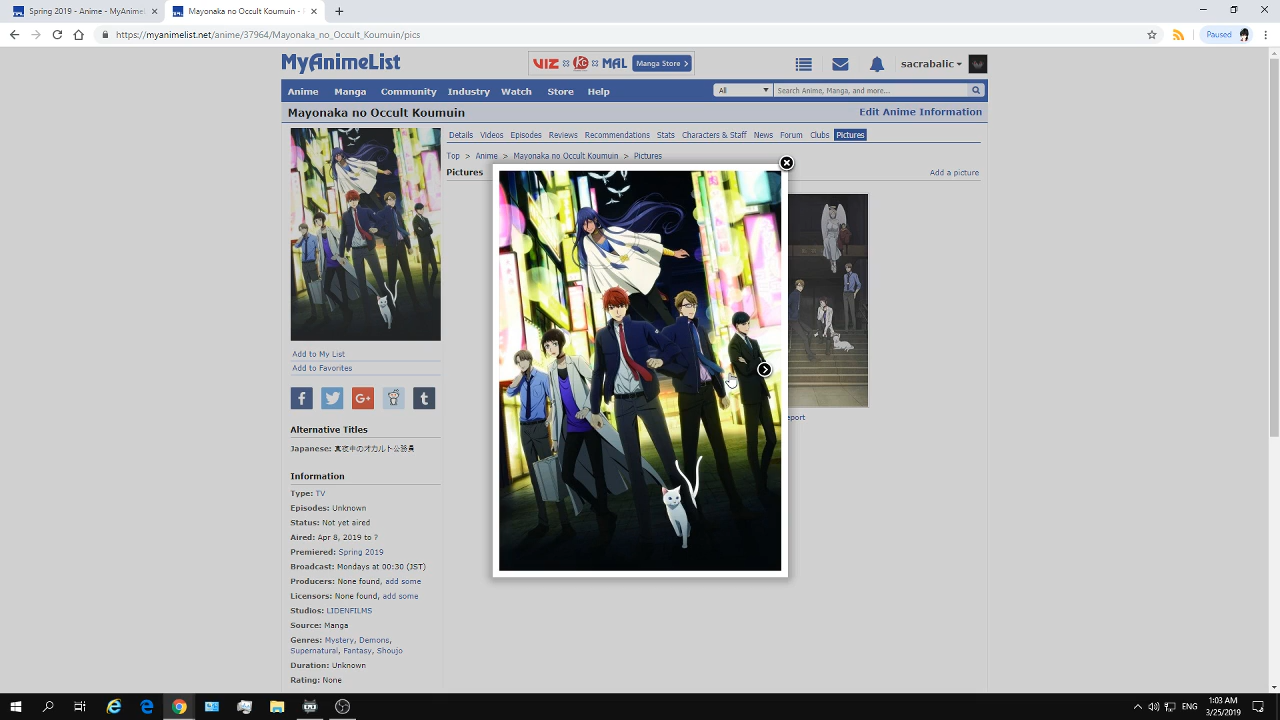 Spring 2019 - Anime - MyAnimeL
Mayonaka no Occult Koumuin - P
https://myanimelist.net/anime/37964/Mayonaka_no_Occult_Koumuin/pics
Paused
MyAnimeList
VIZ KC MAL Manga Store
sacrabalic
Anime Manga Community Industry Watch Store Help
All Search Anime, Manga, and more...
Mayonaka no Occult Koumuin Edit Anime Information
Details Videos Episodes Reviews Recommendations Stats Characters & Staff News Forum Clubs Pictures
Top > Anime > Mayonaka no Occult Koumuin > Pictures
Pictures Add a picture
eport
Add to My List
Add to Favorites
Alternative Titles
Japanese: 真夜中のオカルト公務員
Information
Type: TV
Episodes: Unknown
Status: Not yet aired
Aired: Apr 8, 2019 to ?
Premiered: Spring 2019
Broadcast: Mondays at 00:30 (JST)
Producers: None found, add some
Licensors: None found, add some
Studios: LIDENFILMS
Source: Manga
Genres: Mystery, Demons,
Supernatural, Fantasy, Shoujo
Duration: Unknown
Rating: None
ENG
1:03 AM
3/25/2019